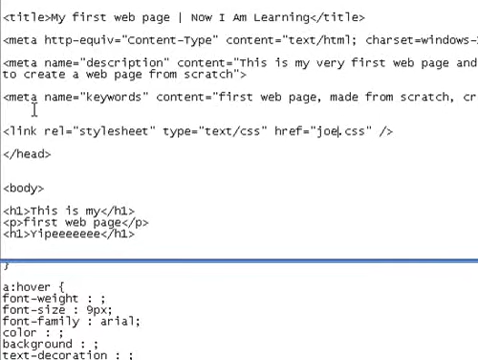 <title>My first web page | Now I Am Learning</title>
<meta http-equiv="Content-Type" content="text/html; charset=windows-
<meta name="description" content="This is my very first web page and
to create a web page from scratch">
<meta name="keywords" content="first web page, made from scratch, cr
<link rel="stylesheet" type="text/css" href="joe.css" />
</head>
<body>
<h1>This is my</h1>
<p>first web page</p>
<h1>Yipeeeeeee</h1>
}
a:hover {
font-weight : ;
font-size : 9px;
font-family : arial;
color : ;
background : ;
text-decoration : ;